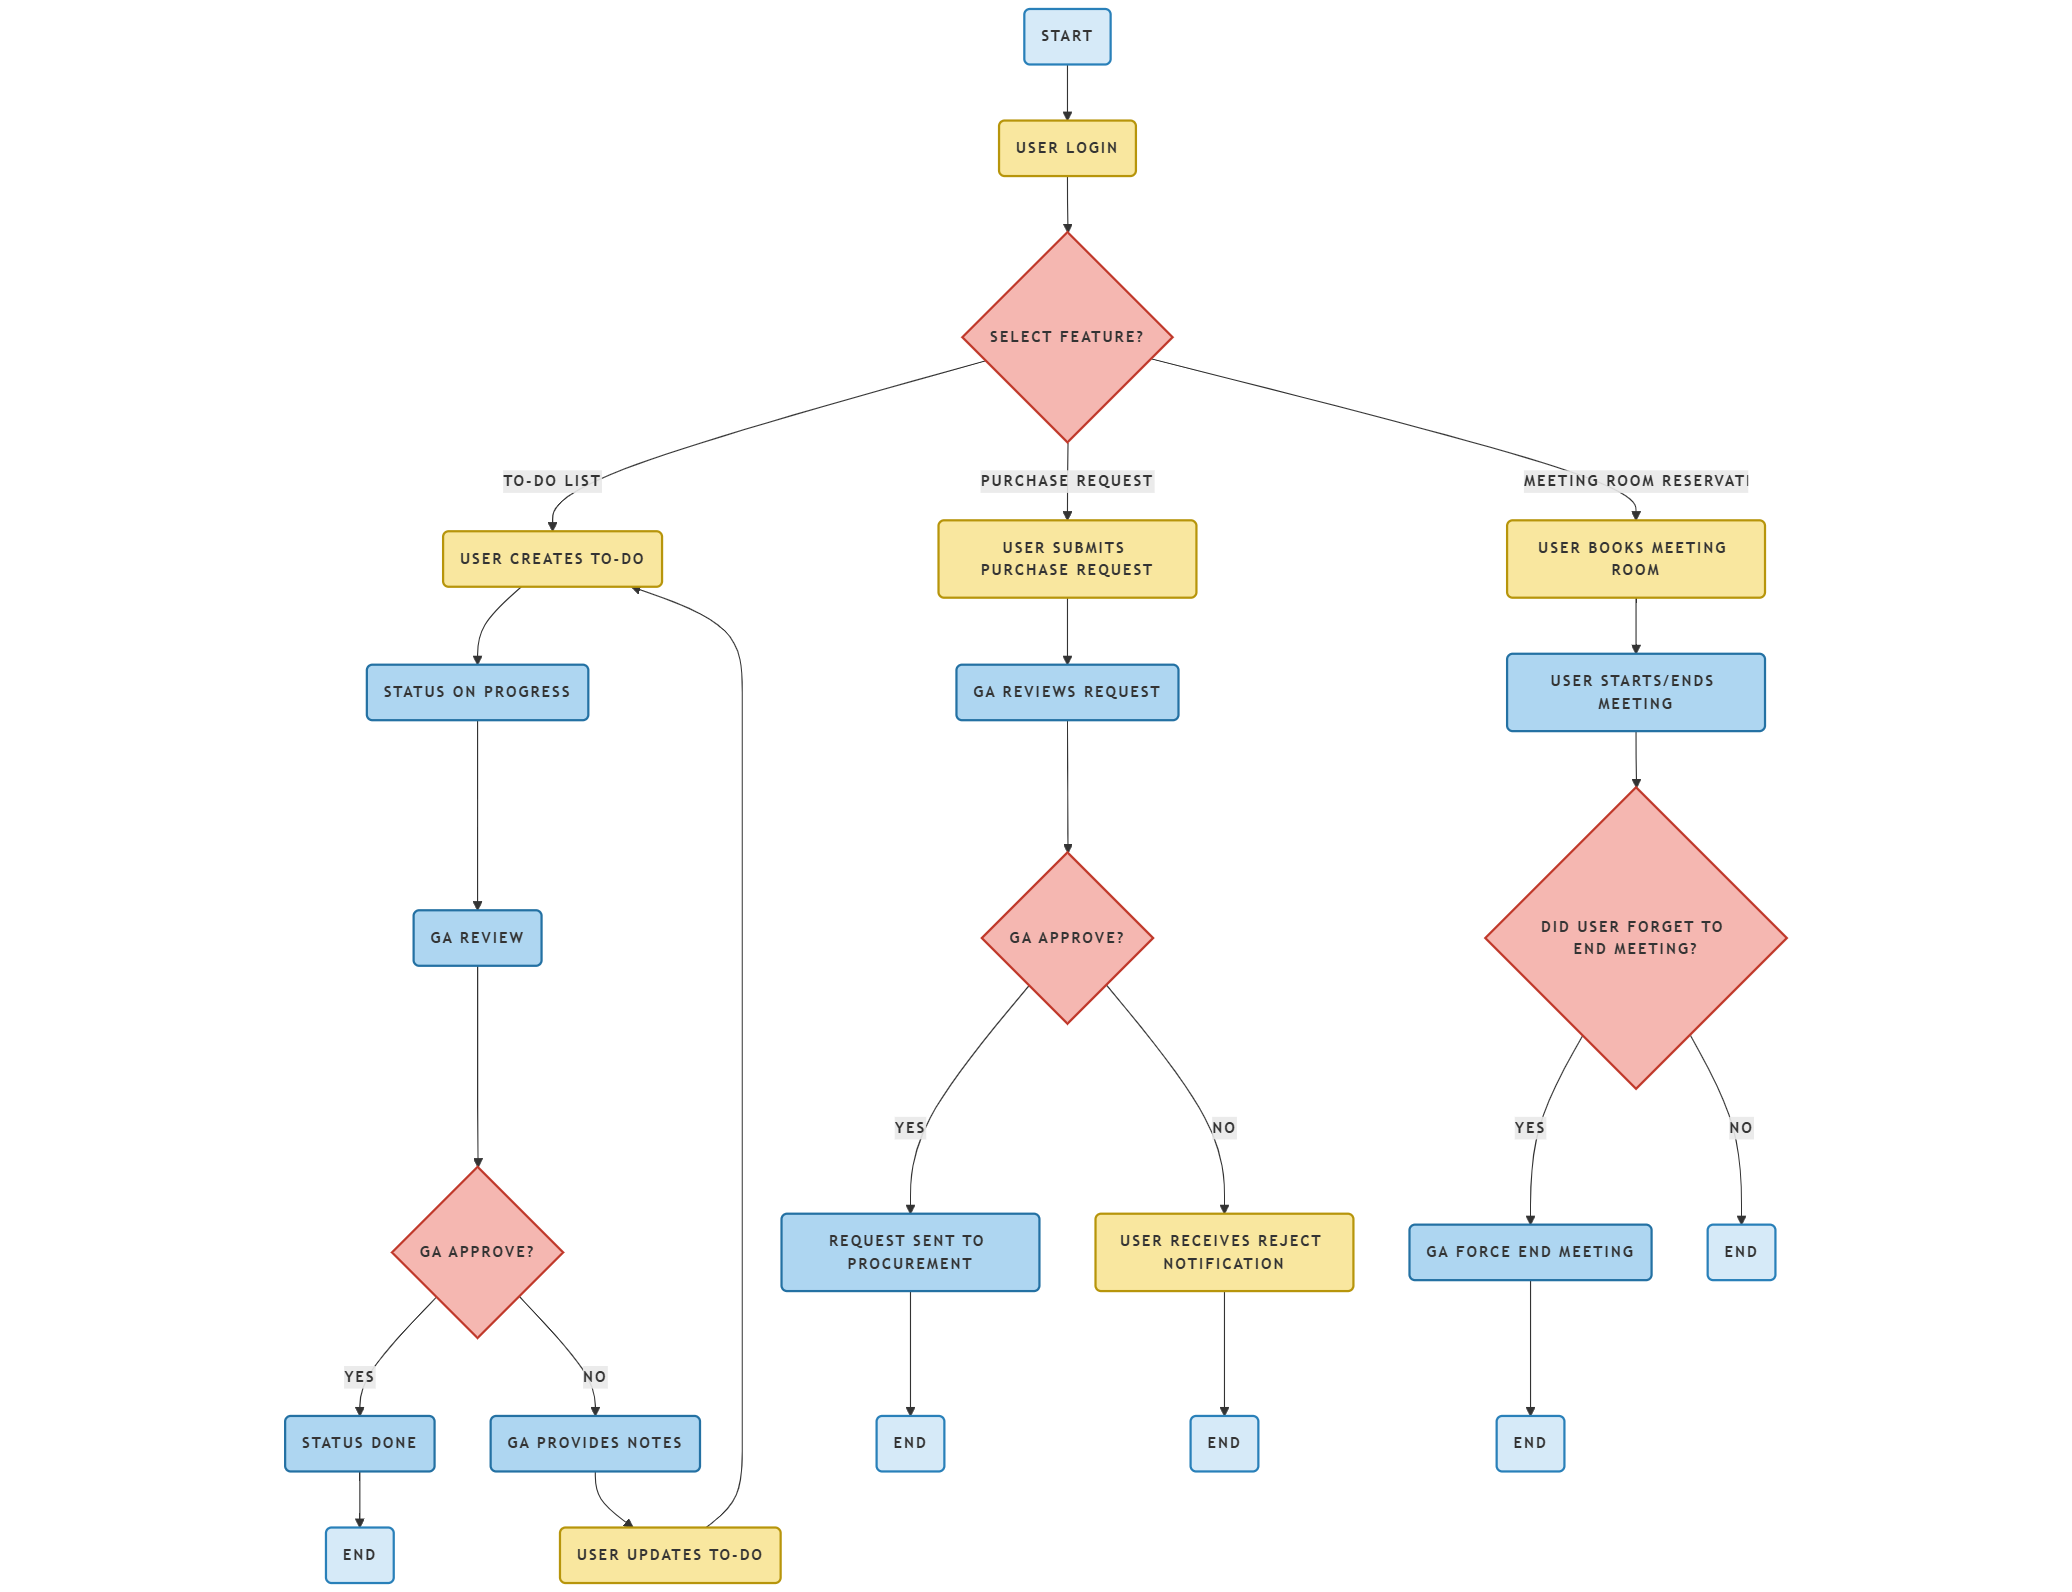 START
USER LOGIN
SELECT FEATURE?
TO-DO LIST
PURCHASE REQUEST
MEETING ROOM RESERVATI
USER CREATES TO-DO
USER SUBMITS
PURCHASE REQUEST
USER BOOKS MEETING
ROOM
STATUS ON PROGRESS
GA REVIEWS REQUEST
USER STARTS/ENDS
MEETING
GA REVIEW
GA APPROVE?
DID USER FORGET TO
END MEETING?
YES
NO
YES
NO
GA APPROVE?
REQUEST SENT TO
PROCUREMENT
USER RECEIVES REJECT
NOTIFICATION
GA FORCE END MEETING
END
YES
NO
STATUS DONE
GA PROVIDES NOTES
END
END
END
END
USER UPDATES TO-DO